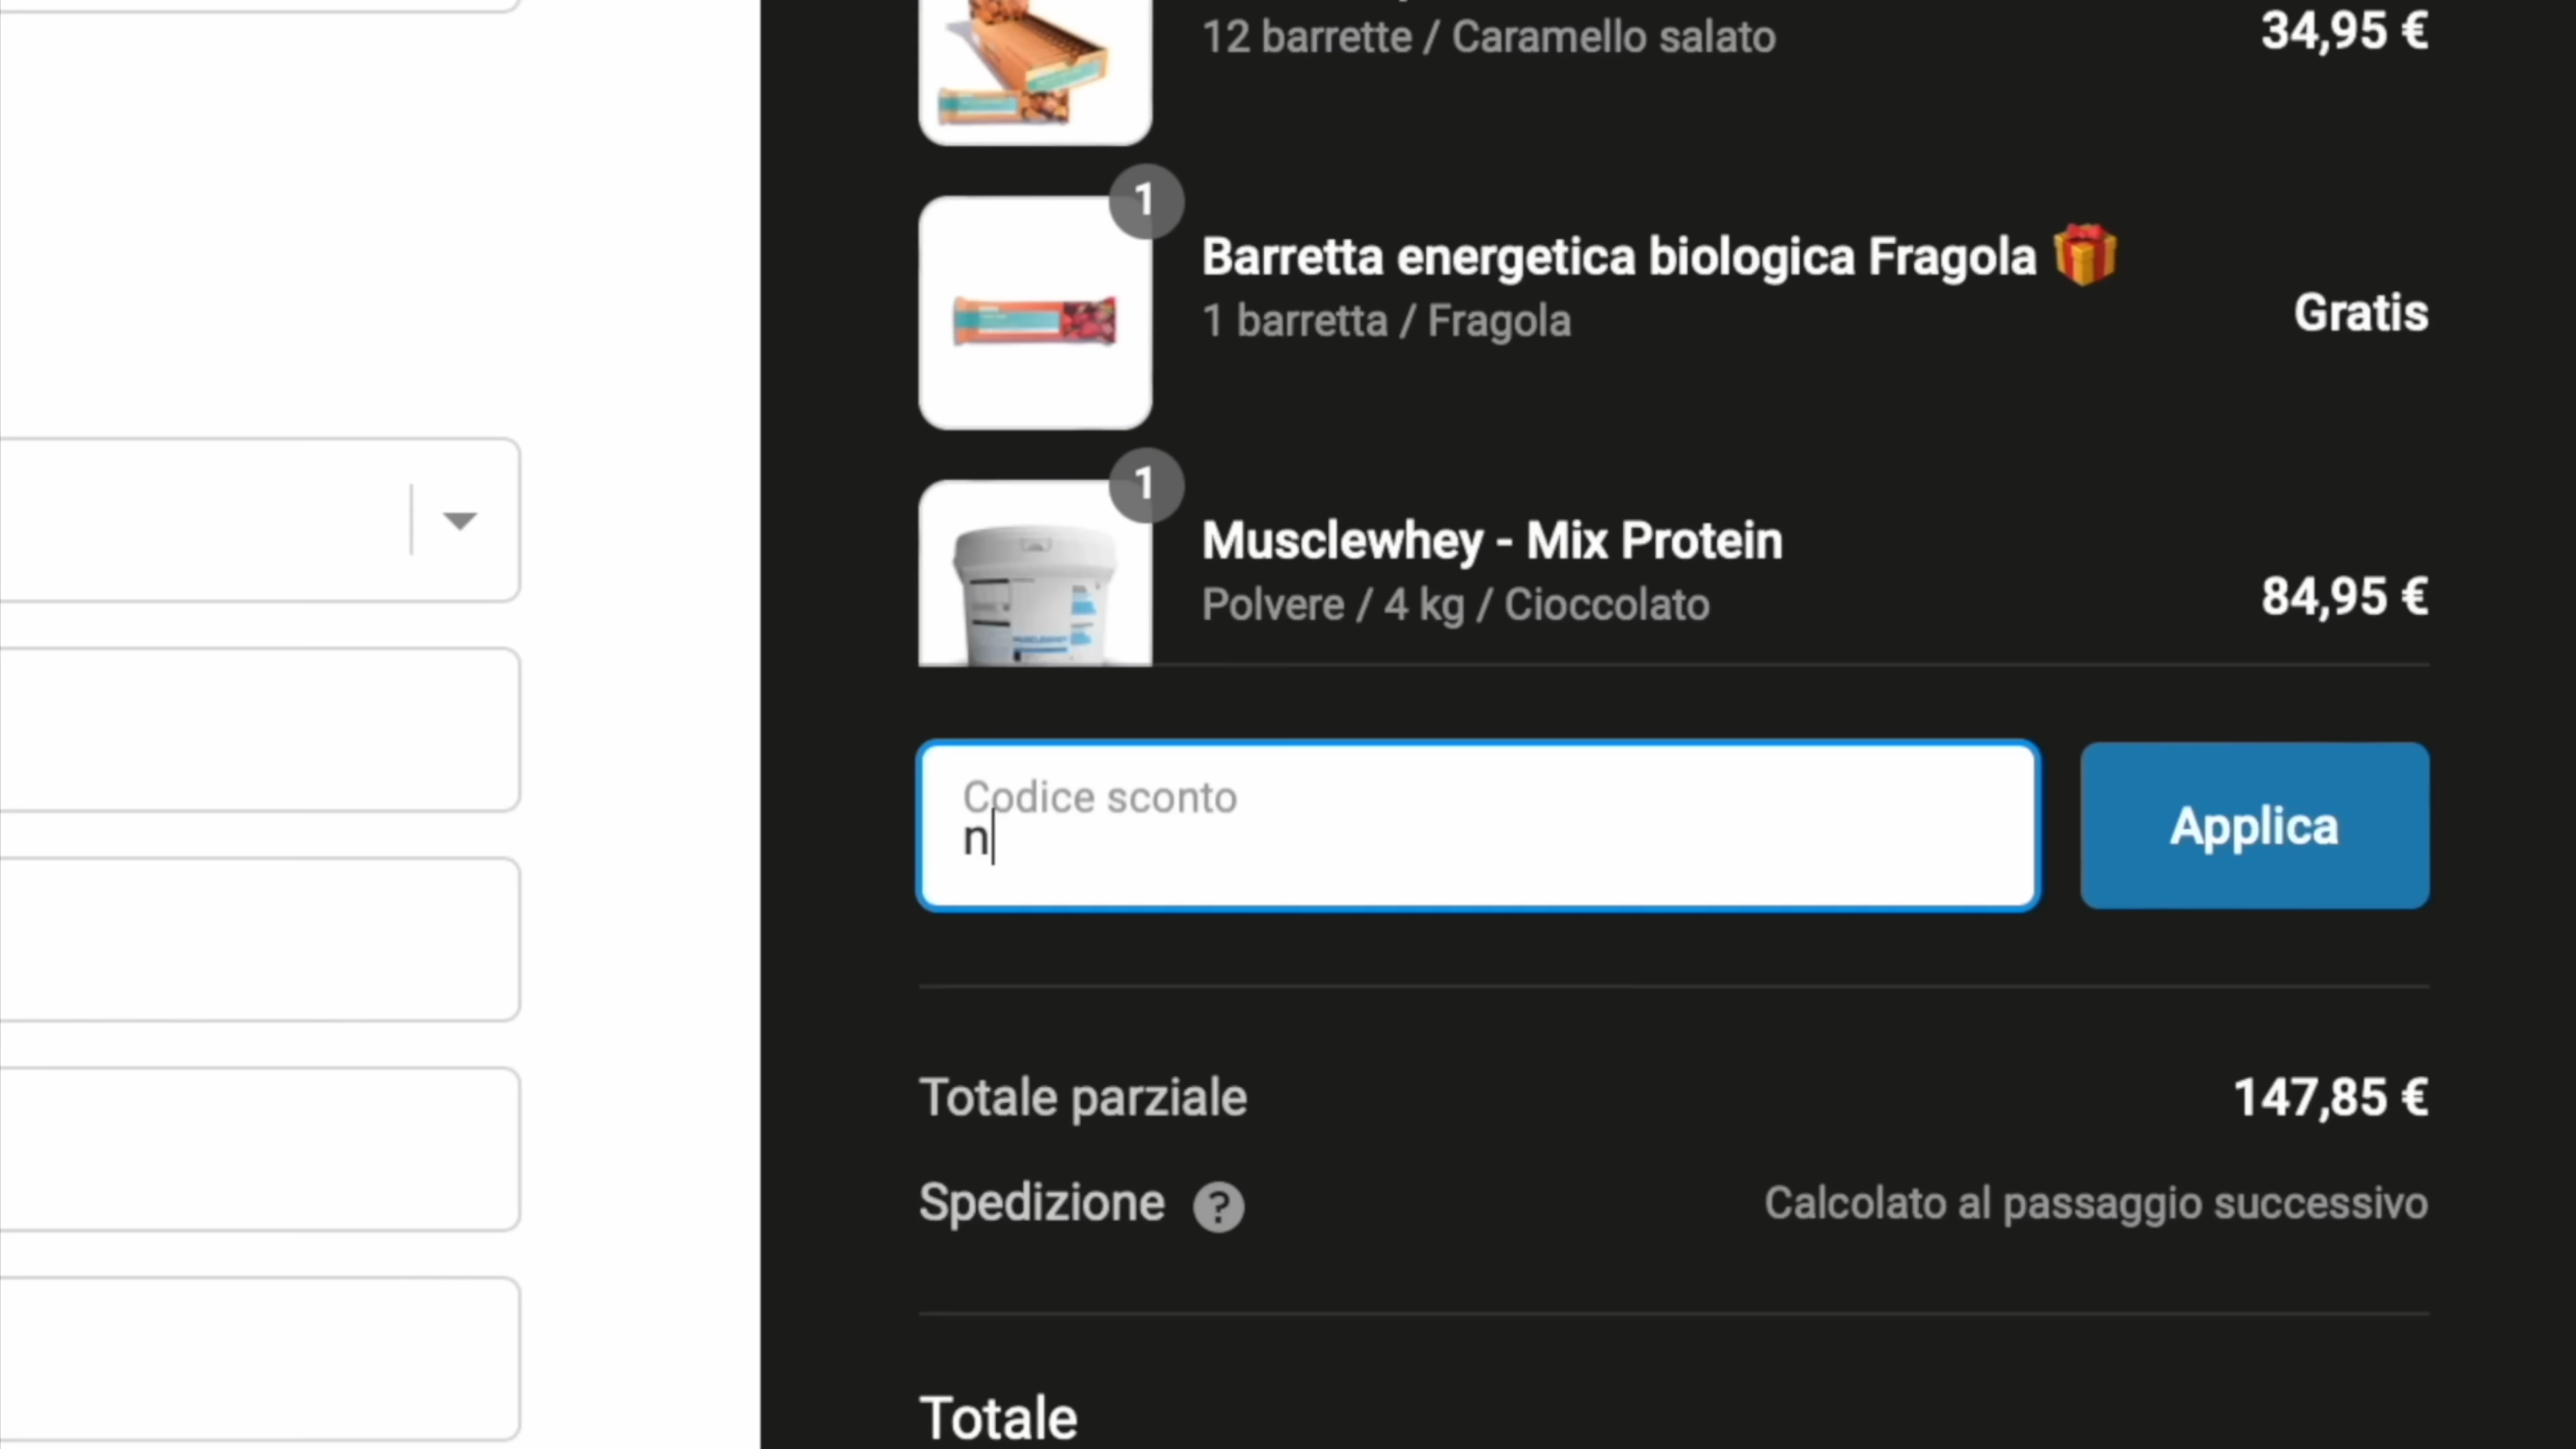 12 barrette / Caramello salato
34,95 €
1
Barretta energetica biologica Fragola
1 barretta / Fragola
Gratis
1
Musclewhey - Mix Protein
Polvere / 4 kg / Cioccolato
84,95 €
MUSCLEWHEY
Codice sconto
n
Applica
Totale parziale
147,85 €
Spedizione ?
Calcolato al passaggio successivo
Totale